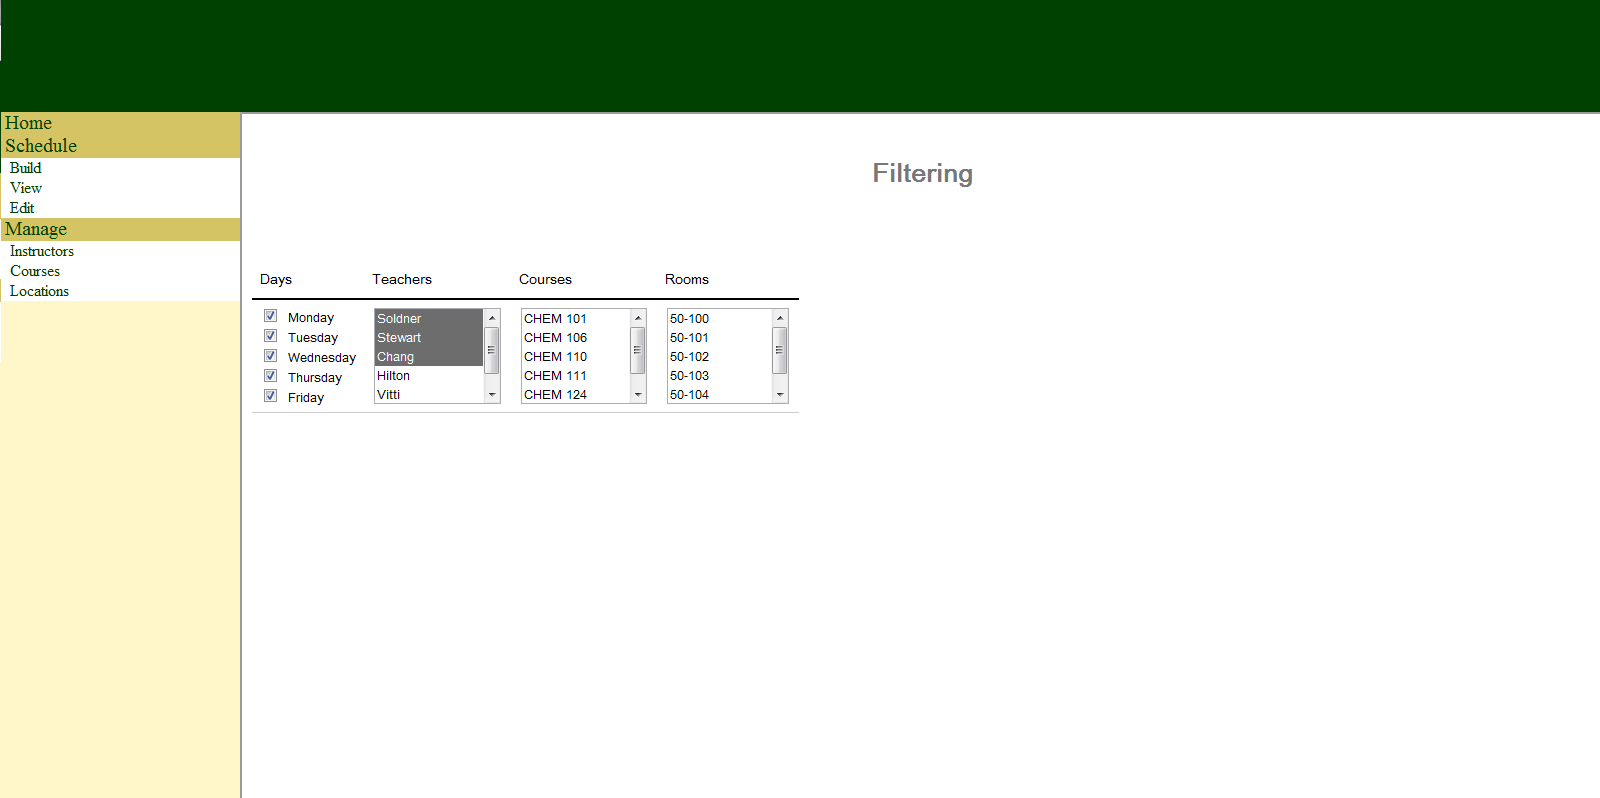 Home
Schedule
Build
View
Edit
Manage
Instructors
Courses
Locations
Filtering
Days Teachers Courses Rooms
Monday Soldner CHEM 101 50-100
Tuesday Stewart CHEM 106 50-101
Wednesday Chang CHEM 110 50-102
Thursday Hilton CHEM 111 50-103
Friday Vitti CHEM 124 50-104